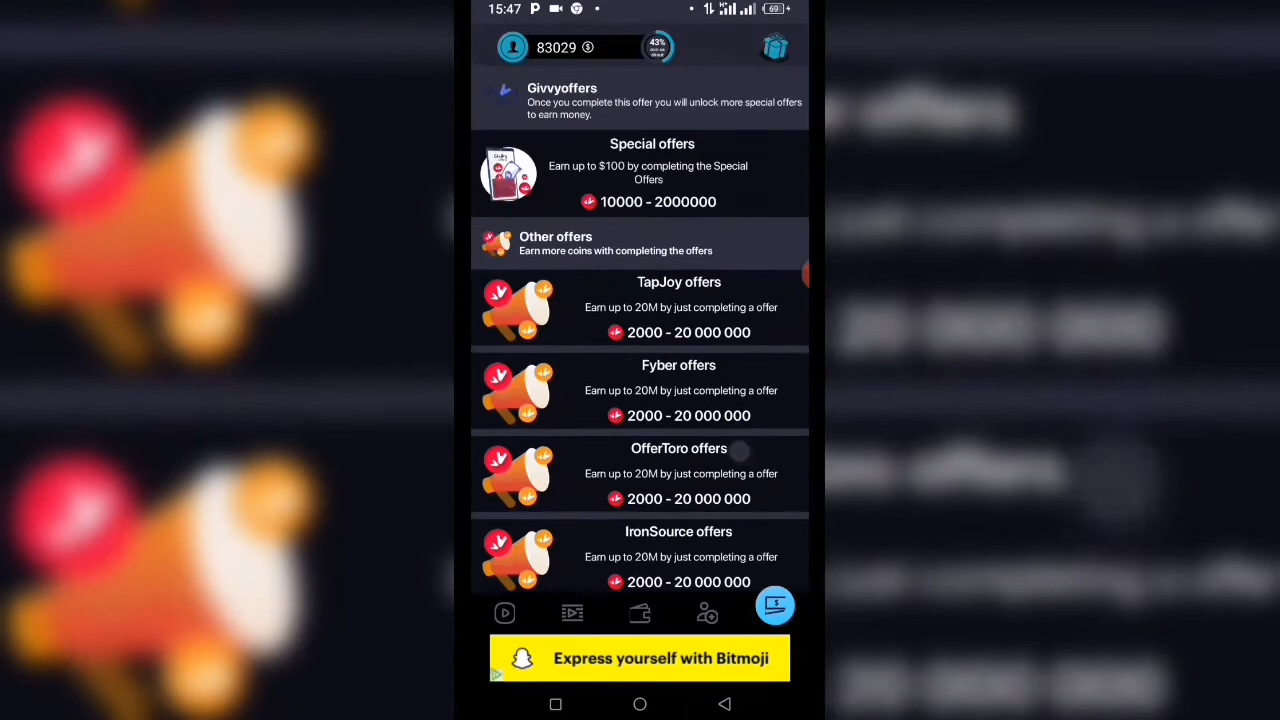 15:47
69
83029
43%
Givvyoffers
Once you complete this offer you will unlock more special offers
to earn money.
Special offers
Earn up to $100 by completing the Special
Offers
10000 - 2000000
Other offers
Earn more coins with completing the offers
TapJoy offers
Earn up to 20M by just completing a offer
2000 - 20 000 000
Fyber offers
Earn up to 20M by just completing a offer
2000 - 20 000 000
OfferToro offers
Earn up to 20M by just completing a offer
2000 - 20 000 000
IronSource offers
Earn up to 20M by just completing a offer
2000 - 20 000 000
Express yourself with Bitmoji